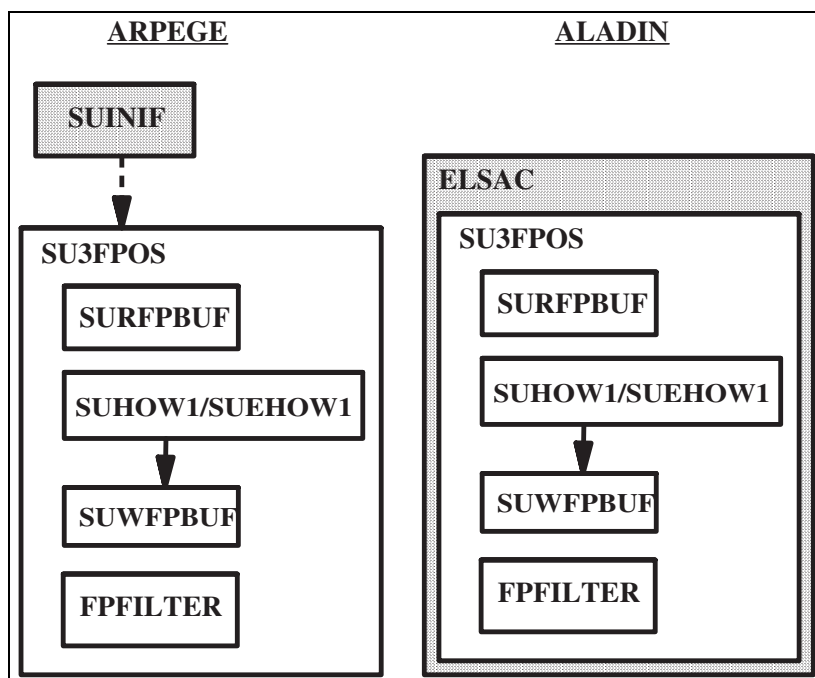 ARPEGE
SUINIF
SU3FPOS
SURFPBUF
SUHOW1/SUEHOW1
SUWFPBUF
FPFILTER
ALADIN
ELSAC
SU3FPOS
SURFPBUF
SUHOW1/SUEHOW1
SUWFPBUF
FPFILTER